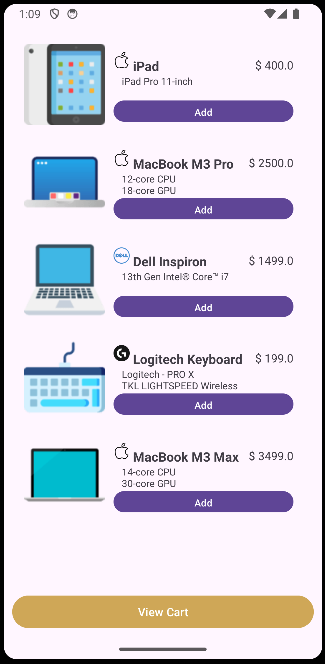 1:09
iPad
$ 400.0
iPad Pro 11-inch
Add
MacBook M3 Pro
$ 2500.0
12-core CPU
18-core GPU
Add
DELL
Dell Inspiron
$ 1499.0
13th Gen Intel® Core™ i7
Add
Logitech Keyboard
$ 199.0
Logitech - PRO X
TKL LIGHTSPEED Wireless
Add
MacBook M3 Max
$ 3499.0
14-core CPU
30-core GPU
Add
View Cart